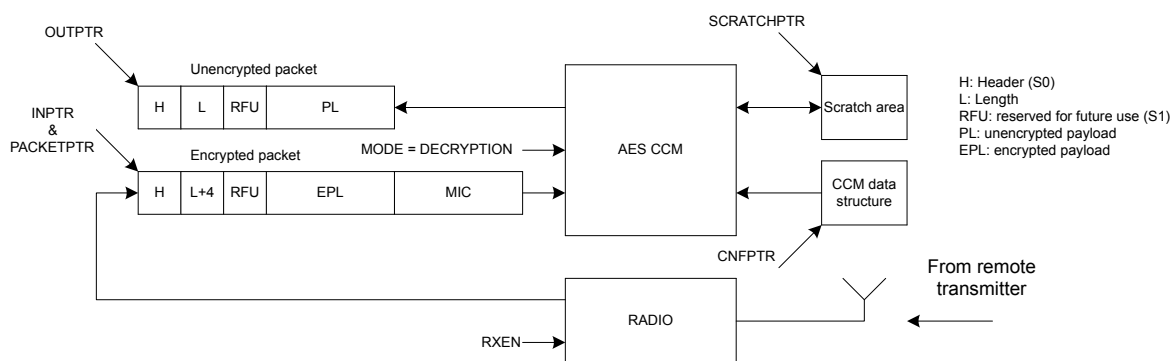 SCRATCHPTR
OUTPTR
Unencrypted packet
H L RFU PL
Scratch area
H: Header (S0)
L: Length
RFU: reserved for future use (S1)
PL: unencrypted payload
EPL: encrypted payload
INPTR
&
PACKETPTR
MODE = DECRYPTION
AES CCM
Encrypted packet
H L+4 RFU EPL MIC
CCM data
structure
CNFPTR
From remote
transmitter
RADIO
RXEN